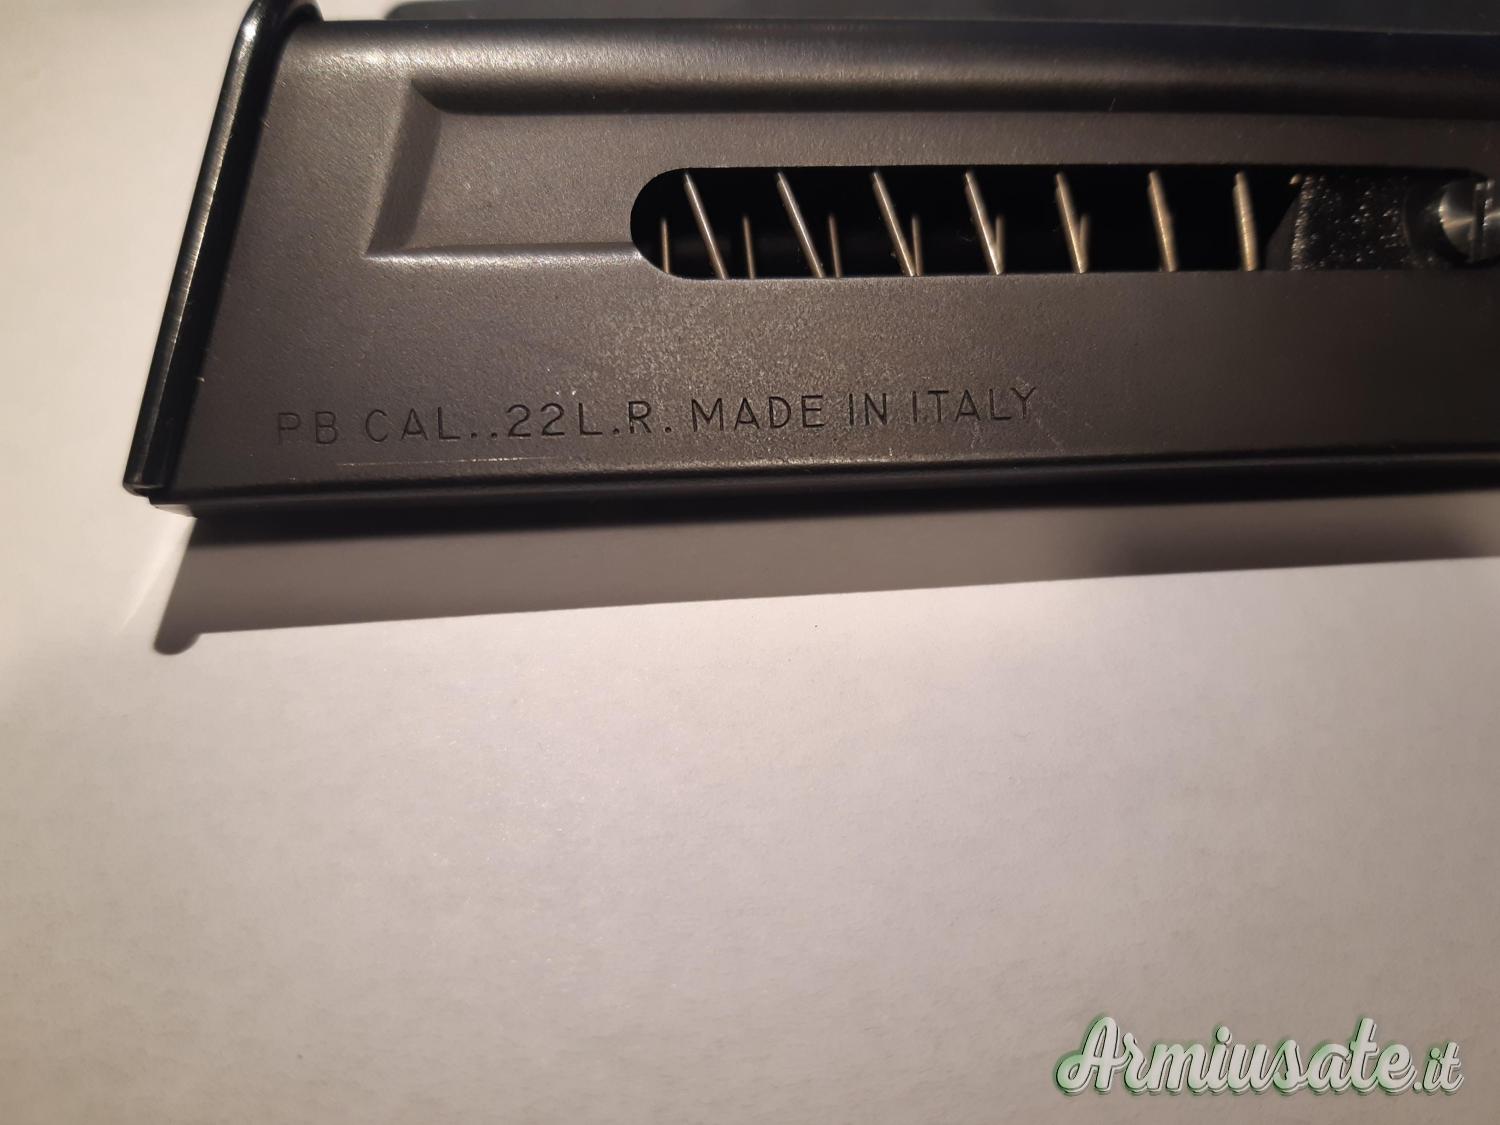 PB CAL..22L.R. MADE IN ITALY
Armiusate.it